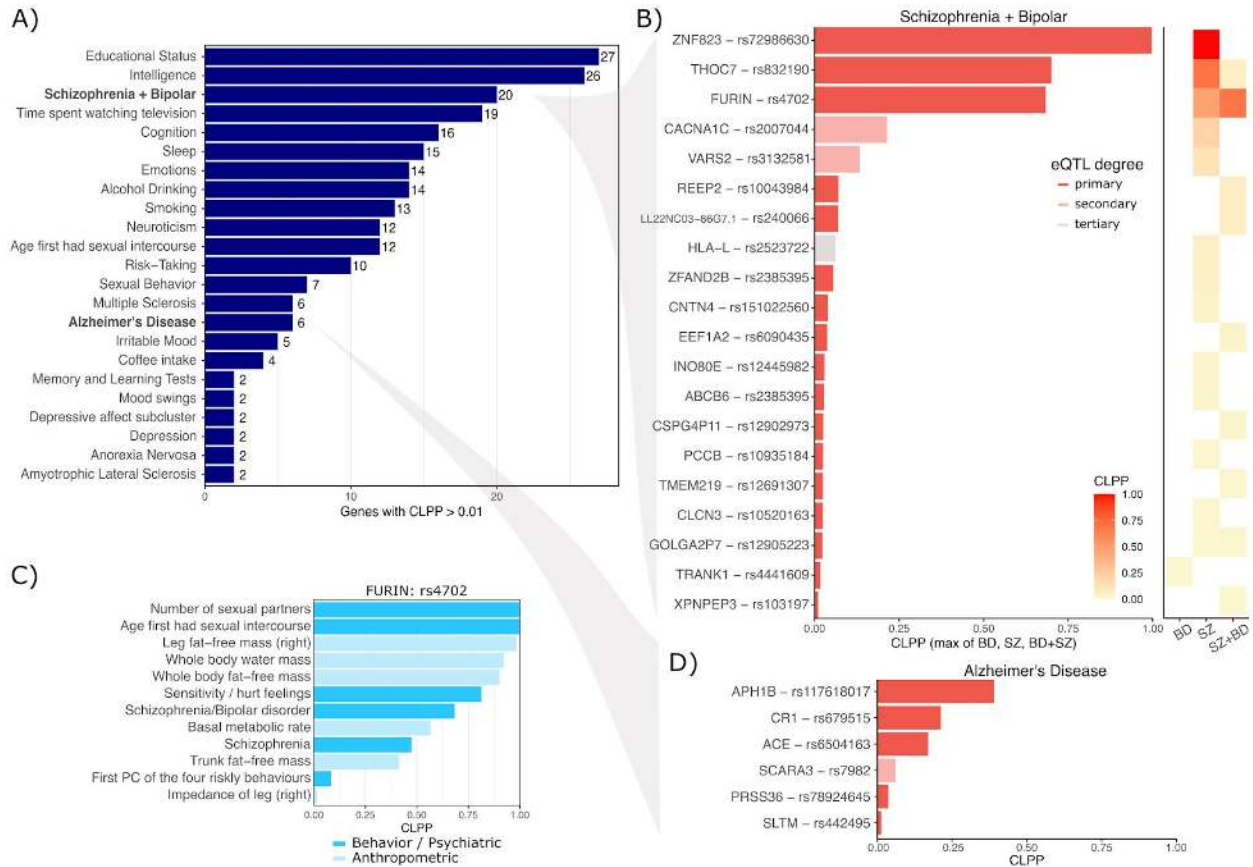 A)
Educational Status 27
Intelligence 26
Schizophrenia + Bipolar 20
Time spent watching television 19
Cognition 16
Sleep 15
Emotions 14
Alcohol Drinking 14
Smoking 13
Neuroticism 12
Age first had sexual intercourse 12
Risk-Taking 10
Sexual Behavior 7
Multiple Sclerosis 6
Alzheimer's Disease 6
Irritable Mood 5
Coffee intake 4
Memory and Learning Tests 2
Mood swings 2
Depressive affect subcluster 2
Depression 2
Anorexia Nervosa 2
Amyotrophic Lateral Sclerosis 2
0 10 20
Genes with CLPP > 0.01
B)
Schizophrenia + Bipolar
ZNF823 – rs72986630
THOC7 – rs832190
FURIN – rs4702
CACNA1C – rs2007044
VARS2 – rs3132581
REEP2 – rs10043984
LL22NC03-86G7.1 – rs240066
HLA-L – rs2523722
ZFAND2B – rs2385395
CNTN4 – rs151022560
EEF1A2 – rs6090435
INO80E – rs12445982
ABCB6 – rs2385395
CSPG4P11 – rs12902973
PCCB – rs10935184
TMEM219 – rs12691307
CLCN3 – rs10520163
GOLGA2P7 – rs12905223
TRANK1 – rs4441609
XPNPEP3 – rs103197
eQTL degree
primary
secondary
tertiary
CLPP
1.00
0.75
0.50
0.25
0.00
0.00 0.25 0.50 0.75 1.00
CLPP (max of BD, SZ, BD+SZ)
BD SZ SZ+BD
C)
FURIN: rs4702
Number of sexual partners
Age first had sexual intercourse
Leg fat-free mass (right)
Whole body water mass
Whole body fat-free mass
Sensitivity / hurt feelings
Schizophrenia/Bipolar disorder
Basal metabolic rate
Schizophrenia
Trunk fat-free mass
First PC of the four riskly behaviours
Impedance of leg (right)
0.00 0.25 0.50 0.75 1.00
CLPP
Behavior / Psychiatric
Anthropometric
D)
Alzheimer's Disease
APH1B – rs117618017
CR1 – rs679515
ACE – rs6504163
SCARA3 – rs7982
PRSS36 – rs78924645
SLTM – rs442495
0.00 0.25 0.50 0.75 1.00
CLPP